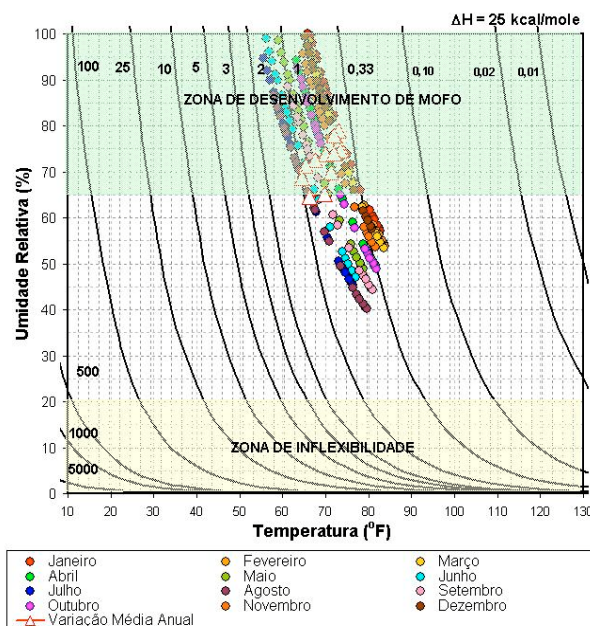 ΔH = 25 kcal/mole
100
90
80
70
60
50
40
30
20
10
0
Umidade Relativa (%)
100 25 10 5 3 2 1 0,33 0,10 0,02 0,01
ZONA DE DESENVOLVIMENTO DE MOFO
500
1000
5000
ZONA DE INFLEXIBILIDADE
10 20 30 40 50 60 70 80 90 100 110 120 130
Temperatura (°F)
Janeiro Fevereiro Março
Abril Maio Junho
Julho Agosto Setembro
Outubro Novembro Dezembro
Variação Média Anual